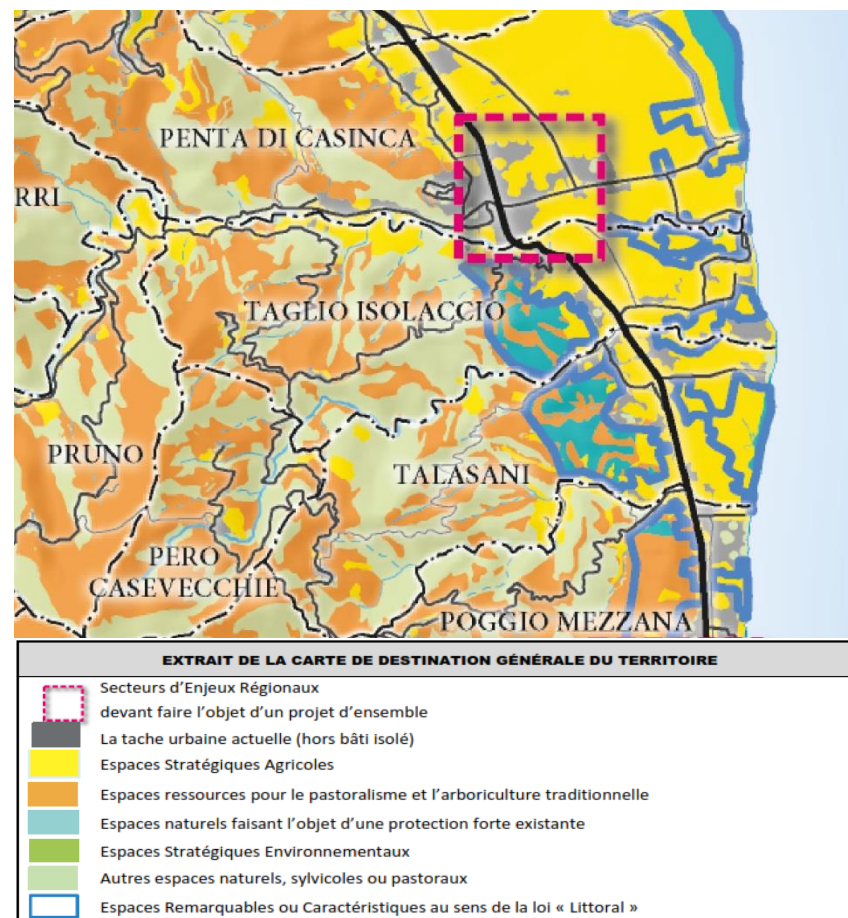 PENTA DI CASINCA
RRI
TAGLIO ISOLACCIO
PRUNO
TALASANI
PERO
CASEVECCHIE
POGGIO MEZZANA
EXTRAIT DE LA CARTE DE DESTINATION GÉNÉRALE DU TERRITOIRE
Secteurs d'Enjeux Régionaux
devant faire l'objet d'un projet d'ensemble
La tache urbaine actuelle (hors bâti isolé)
Espaces Stratégiques Agricoles
Espaces ressources pour le pastoralisme et l'arboriculture traditionnelle
Espaces naturels faisant l'objet d'une protection forte existante
Espaces Stratégiques Environnementaux
Autres espaces naturels, sylvicoles ou pastoraux
Espaces Remarquables ou Caractéristiques au sens de la loi « Littoral »